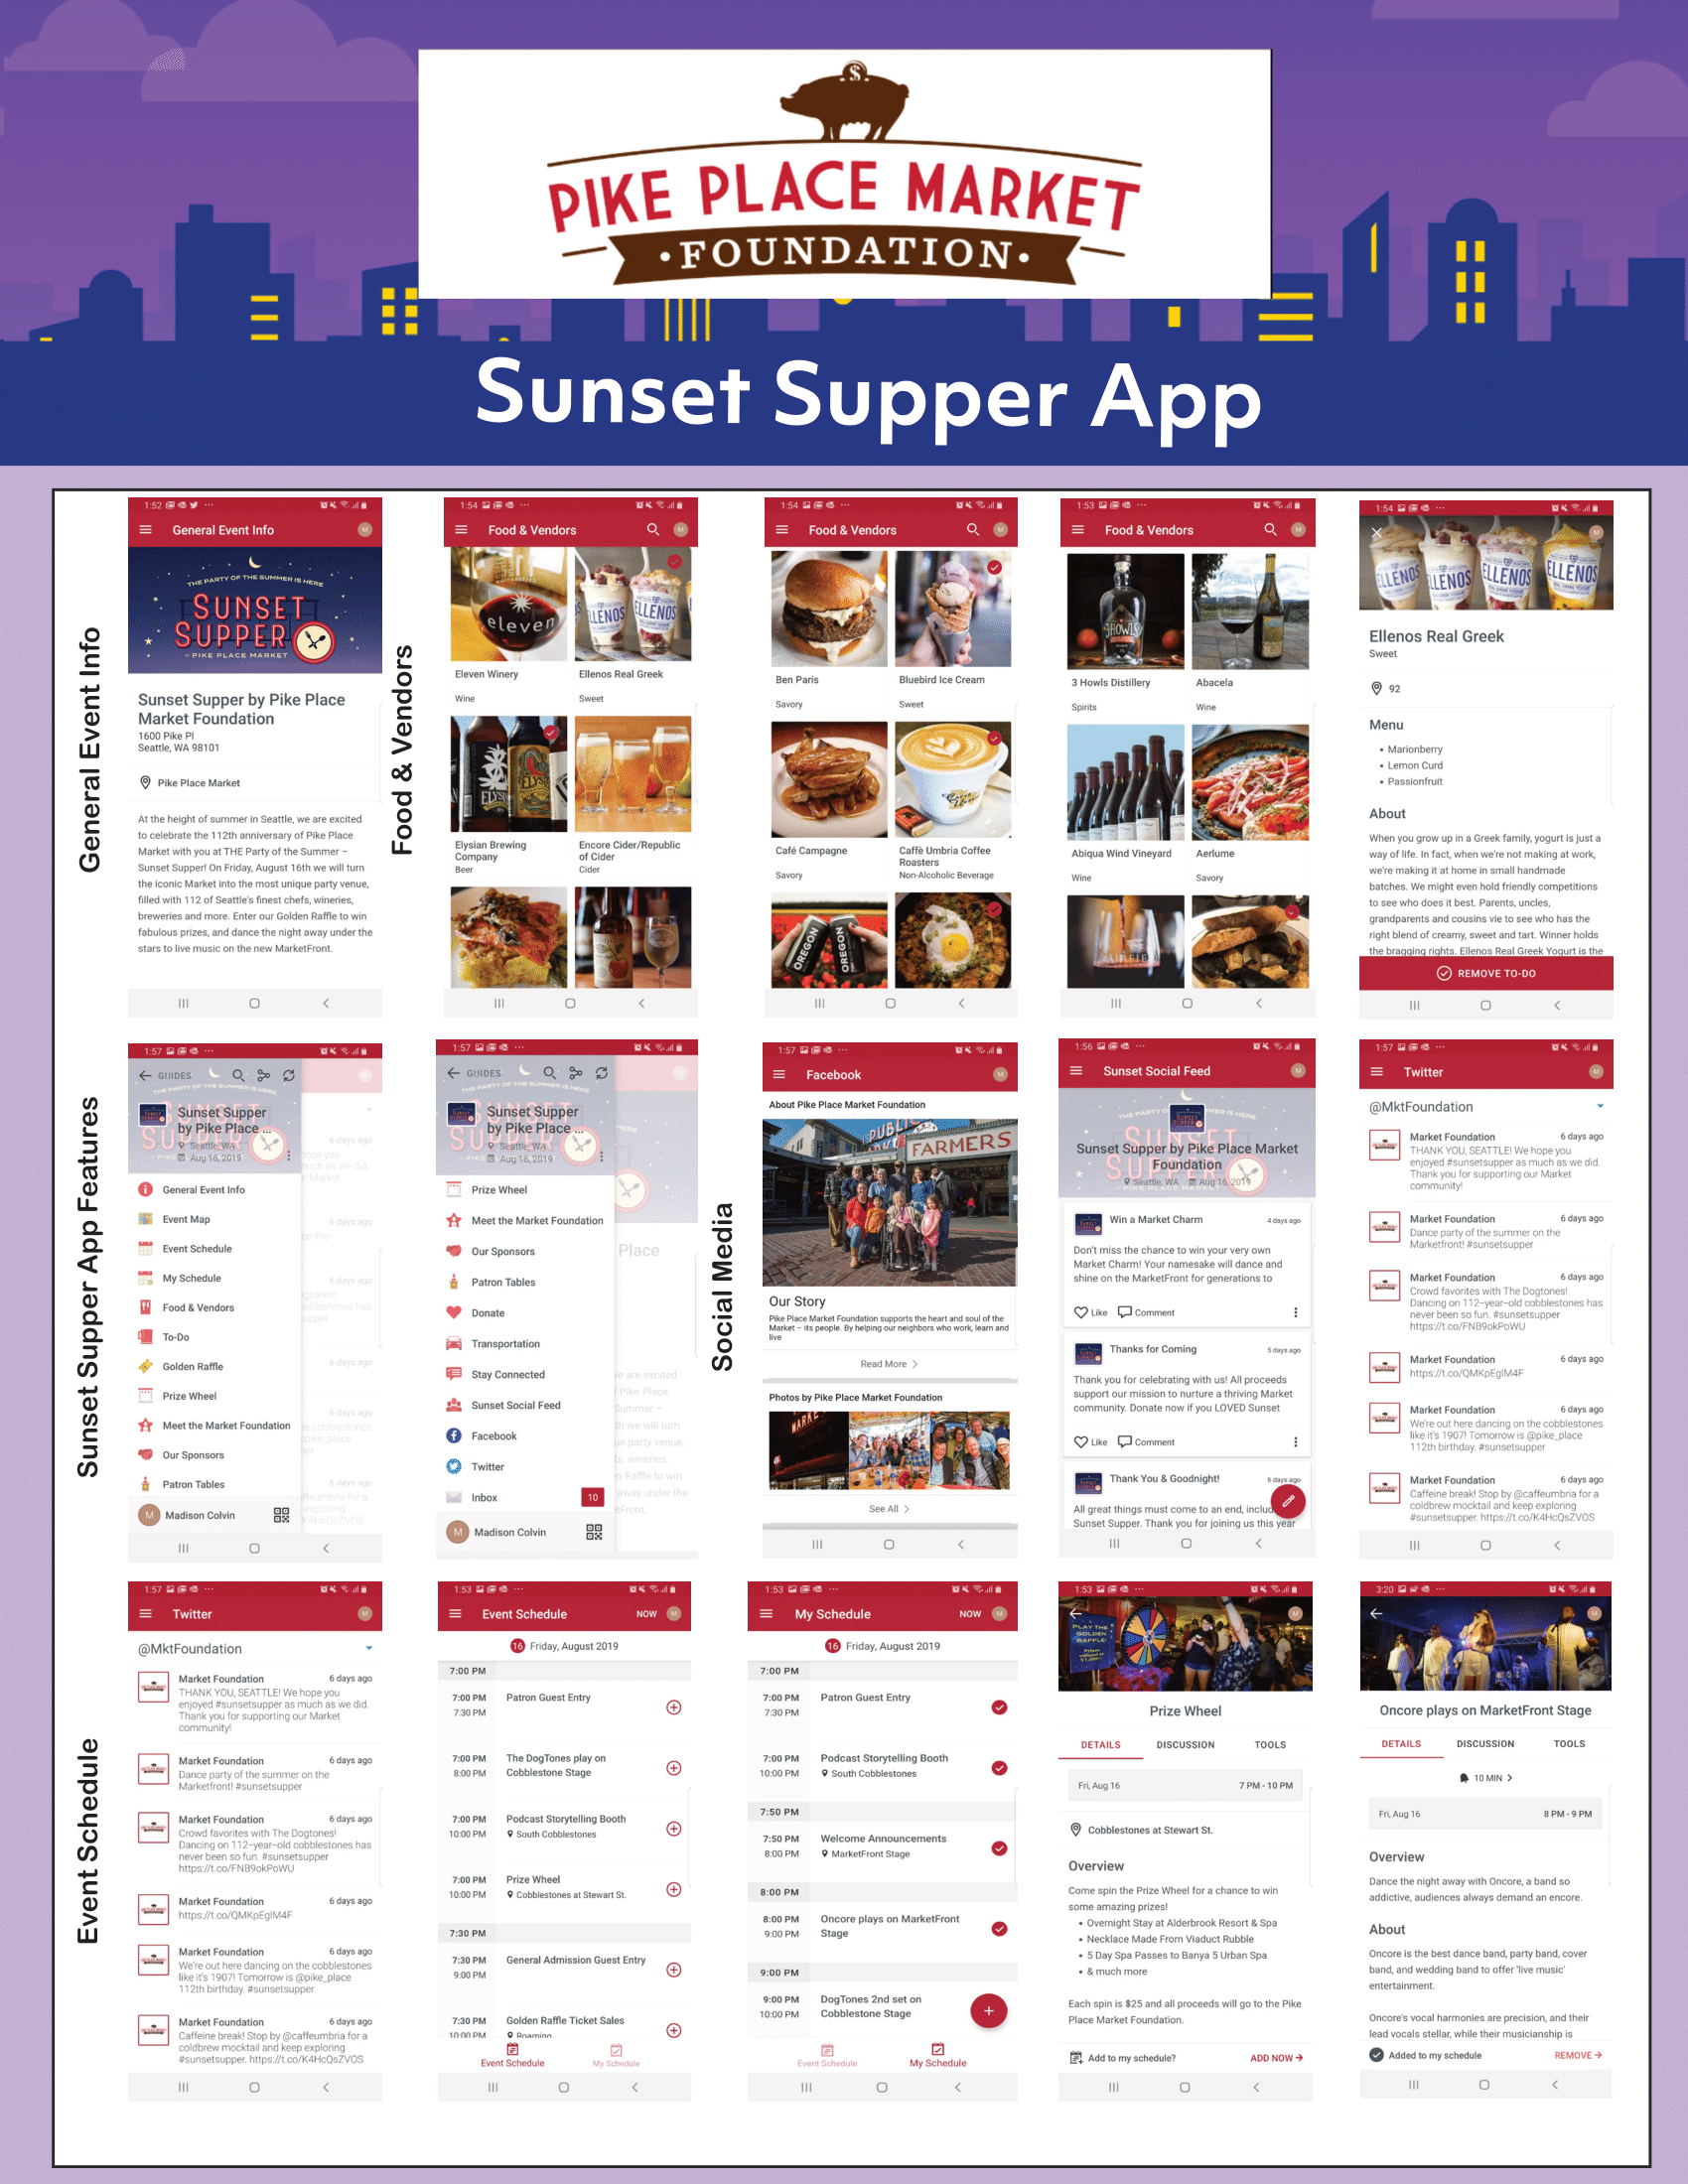 PIKE PLACE MARKET
•FOUNDATION•
Sunset Supper App
General Event Info
1:52
General Event Info
M
THE PARTY OF THE SUMMER IS HERE
SUNSET
SUPPER
PIKE PLACE MARKET
Sunset Supper by Pike Place
Market Foundation
1600 Pike Pl
Seattle, WA 98101
Pike Place Market
At the height of summer in Seattle, we are excited
to celebrate the 112th anniversary of Pike Place
Market with you at THE Party of the Summer –
Sunset Supper! On Friday, August 16th we will turn
the iconic Market into the most unique party venue,
filled with 112 of Seattle's finest chefs, wineries,
breweries and more. Enter our Golden Raffle to win
fabulous prizes, and dance the night away under the
stars to live music on the new MarketFront.
Food & Vendors
1:54
Food & Vendors
M
eleven
ELLENOS
Eleven Winery
Wine
Ellenos Real Greek
Sweet
Elysian Brewing
Company
Beer
Encore Cider/Republic
of Cider
Cider
1:54
Food & Vendors
M
Ben Paris
Savory
Bluebird Ice Cream
Sweet
Café Campagne
Savory
Caffè Umbria Coffee
Roasters
Non-Alcoholic Beverage
OREGON
OREGON
1:53
Food & Vendors
M
3HOWLS
3 Howls Distillery
Spirits
Abacela
Wine
Abiqua Wind Vineyard
Wine
Aerlume
Savory
1:54
M
ELLENOS
ELLENOS
ELLENOS
ELLENOS
Ellenos Real Greek
Sweet
92
Menu
• Marionberry
• Lemon Curd
• Passionfruit
About
When you grow up in a Greek family, yogurt is just a
way of life. In fact, when we're not making at work,
we're making it at home in small handmade
batches. We might even hold friendly competitions
to see who does it best. Parents, uncles,
grandparents and cousins vie to see who has the
right blend of creamy, sweet and tart. Winner holds
the bragging rights. Ellenos Real Greek Yogurt is the
REMOVE TO-DO
Sunset Supper App Features
1:57
GUIDES
Sunset Supper
by Pike Place ...
Seattle, WA
Aug 16, 2019
General Event Info
Event Map
Event Schedule
My Schedule
Food & Vendors
To-Do
Golden Raffle
Prize Wheel
Meet the Market Foundation
Our Sponsors
Patron Tables
M
Madison Colvin
1:57
GUIDES
Sunset Supper
by Pike Place ...
Seattle, WA
Aug 16, 2019
Prize Wheel
Meet the Market Foundation
Our Sponsors
Patron Tables
Donate
Transportation
Stay Connected
Sunset Social Feed
Facebook
Twitter
Inbox 10
M
Madison Colvin
Social Media
1:57
Facebook
M
About Pike Place Market Foundation
PUBLIC
FARMERS
Our Story
Pike Place Market Foundation supports the heart and soul of the
Market – its people. By helping our neighbors who work, learn and
live
Read More >
Photos by Pike Place Market Foundation
See All >
1:56
Sunset Social Feed
M
Sunset Supper by Pike Place Market
Foundation
Seattle, WA Aug 16, 2019
Win a Market Charm 4 days ago
Don't miss the chance to win your very own
Market Charm! Your namesake will dance and
shine on the MarketFront for generations to
Like Comment
Thanks for Coming 5 days ago
Thank you for celebrating with us! All proceeds
support our mission to nurture a thriving Market
community. Donate now if you LOVED Sunset
Like Comment
Thank You & Goodnight! 6 days ago
All great things must come to an end, includ
Sunset Supper. Thank you for joining us this year
1:57
Twitter
M
@MktFoundation
Market Foundation 6 days ago
THANK YOU, SEATTLE! We hope you
enjoyed #sunsetsupper as much as we did.
Thank you for supporting our Market
community!
Market Foundation 6 days ago
Dance party of the summer on the
Marketfront! #sunsetsupper
Market Foundation 6 days ago
Crowd favorites with The Dogtones!
Dancing on 112–year–old cobblestones has
never been so fun. #sunsetsupper
https://t.co/FNB9okPoWU
Market Foundation 6 days ago
https://t.co/QMKpEglM4F
Market Foundation 6 days ago
We're out here dancing on the cobblestones
like it's 1907! Tomorrow is @pike_place
112th birthday. #sunsetsupper
Market Foundation 6 days ago
Caffeine break! Stop by @caffeumbria for a
coldbrew mocktail and keep exploring
#sunsetsupper. https://t.co/K4HcQsZVOS
Event Schedule
1:57
Twitter
M
@MktFoundation
Market Foundation 6 days ago
THANK YOU, SEATTLE! We hope you
enjoyed #sunsetsupper as much as we did.
Thank you for supporting our Market
community!
Market Foundation 6 days ago
Dance party of the summer on the
Marketfront! #sunsetsupper
Market Foundation 6 days ago
Crowd favorites with The Dogtones!
Dancing on 112–year–old cobblestones has
never been so fun. #sunsetsupper
https://t.co/FNB9okPoWU
Market Foundation 6 days ago
https://t.co/QMKpEglM4F
Market Foundation 6 days ago
We're out here dancing on the cobblestones
like it's 1907! Tomorrow is @pike_place
112th birthday. #sunsetsupper
Market Foundation 6 days ago
Caffeine break! Stop by @caffeumbria for a
coldbrew mocktail and keep exploring
#sunsetsupper. https://t.co/K4HcQsZVOS
1:53
Event Schedule NOW M
16 Friday, August 2019
7:00 PM
7:00 PM Patron Guest Entry
7:30 PM
7:00 PM The DogTones play on
8:00 PM Cobblestone Stage
7:00 PM Podcast Storytelling Booth
10:00 PM South Cobblestones
7:00 PM Prize Wheel
10:00 PM Cobblestones at Stewart St.
7:30 PM
7:30 PM General Admission Guest Entry
9:00 PM
7:30 PM Golden Raffle Ticket Sales
10:00 PM Roaming
Event Schedule My Schedule
1:53
My Schedule NOW M
16 Friday, August 2019
7:00 PM
7:00 PM Patron Guest Entry
7:30 PM
7:00 PM Podcast Storytelling Booth
10:00 PM South Cobblestones
7:50 PM
7:50 PM Welcome Announcements
8:00 PM MarketFront Stage
8:00 PM
8:00 PM Oncore plays on MarketFront
9:00 PM Stage
9:00 PM
9:00 PM DogTones 2nd set on
10:00 PM Cobblestone Stage
Event Schedule My Schedule
1:53
M
PLAY THE
GOLDEN
RAFFLE!
Prize Wheel
DETAILS DISCUSSION TOOLS
Fri, Aug 16 7 PM - 10 PM
Cobblestones at Stewart St.
Overview
Come spin the Prize Wheel for a chance to win
some amazing prizes!
• Overnight Stay at Alderbrook Resort & Spa
• Necklace Made From Viaduct Rubble
• 5 Day Spa Passes to Banya 5 Urban Spa
• & much more
Each spin is $25 and all proceeds will go to the Pike
Place Market Foundation.
Add to my schedule? ADD NOW →
3:20
M
Oncore plays on MarketFront Stage
DETAILS DISCUSSION TOOLS
10 MIN >
Fri, Aug 16 8 PM - 9 PM
Overview
Dance the night away with Oncore, a band so
addictive, audiences always demand an encore.
About
Oncore is the best dance band, party band, cover
band, and wedding band to offer 'live music'
entertainment.
Oncore's vocal harmonies are precision, and their
lead vocals stellar, while their musicianship is
Added to my schedule REMOVE →